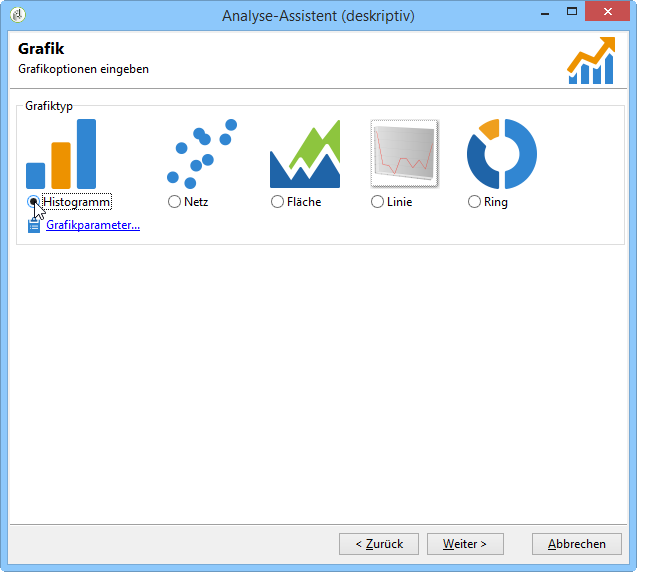 Analyse-Assistent (deskriptiv)
Grafik
Grafikoptionen eingeben
Grafiktyp
Histogramm
Netz
Fläche
Linie
Ring
Grafikparameter...
< Zurück
Weiter >
Abbrechen